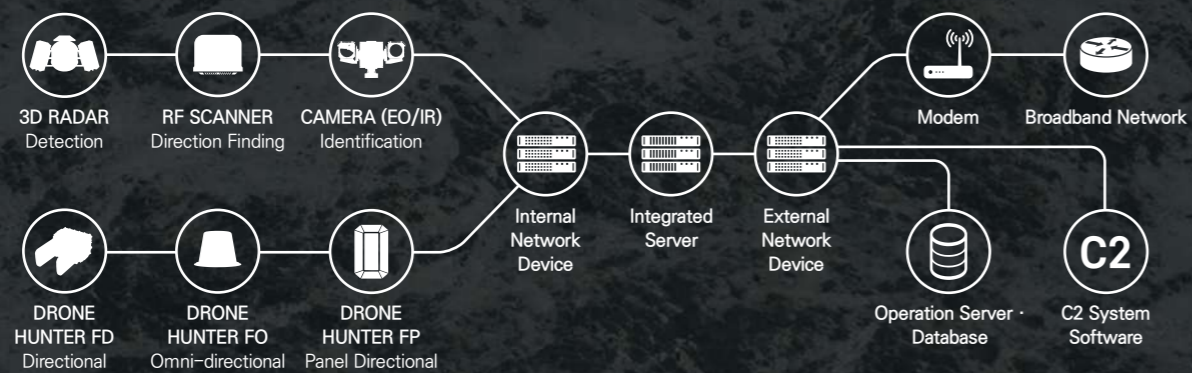 3D RADAR
Detection
RF SCANNER
Direction Finding
CAMERA (EO/IR)
Identification
Modem
Broadband Network
Internal
Network
Device
Integrated
Server
External
Network
Device
DRONE
HUNTER FD
Directional
DRONE
HUNTER FO
Omni-directional
DRONE
HUNTER FP
Panel Directional
Operation Server ·
Database
C2
C2 System
Software